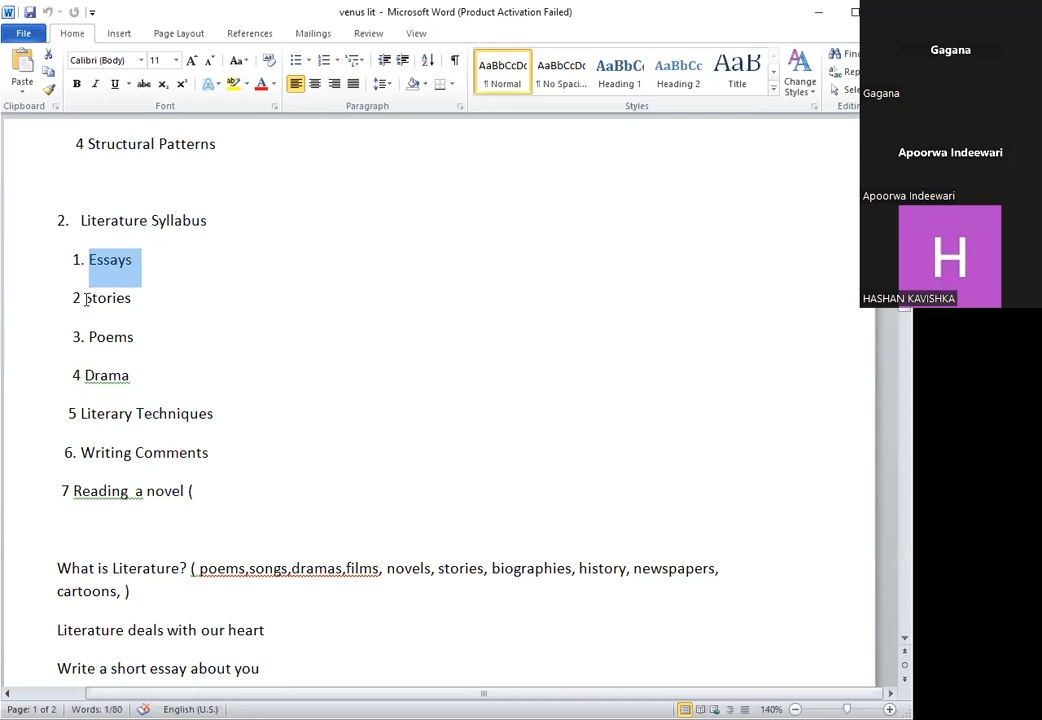 venus lit - Microsoft Word (Product Activation Failed)
File Home Insert Page Layout References Mailings Review View
Calibri (Body) 11
Paste
Clipboard Font Paragraph Styles
AaBbCcDc AaBbCcDc AaBbC AaBbCc AaB
¶ Normal ¶ No Spaci... Heading 1 Heading 2 Title
Change Styles
4 Structural Patterns
2. Literature Syllabus
1. Essays
2 Stories
3. Poems
4 Drama
5 Literary Techniques
6. Writing Comments
7 Reading a novel (
What is Literature? ( poems,songs,dramas,films, novels, stories, biographies, history, newspapers,
cartoons, )
Literature deals with our heart
Write a short essay about you
Page: 1 of 2 Words: 1/80 English (U.S.) 140%
Gagana
Gagana
Apoorwa Indeewari
Apoorwa Indeewari
H
HASHAN KAVISHKA